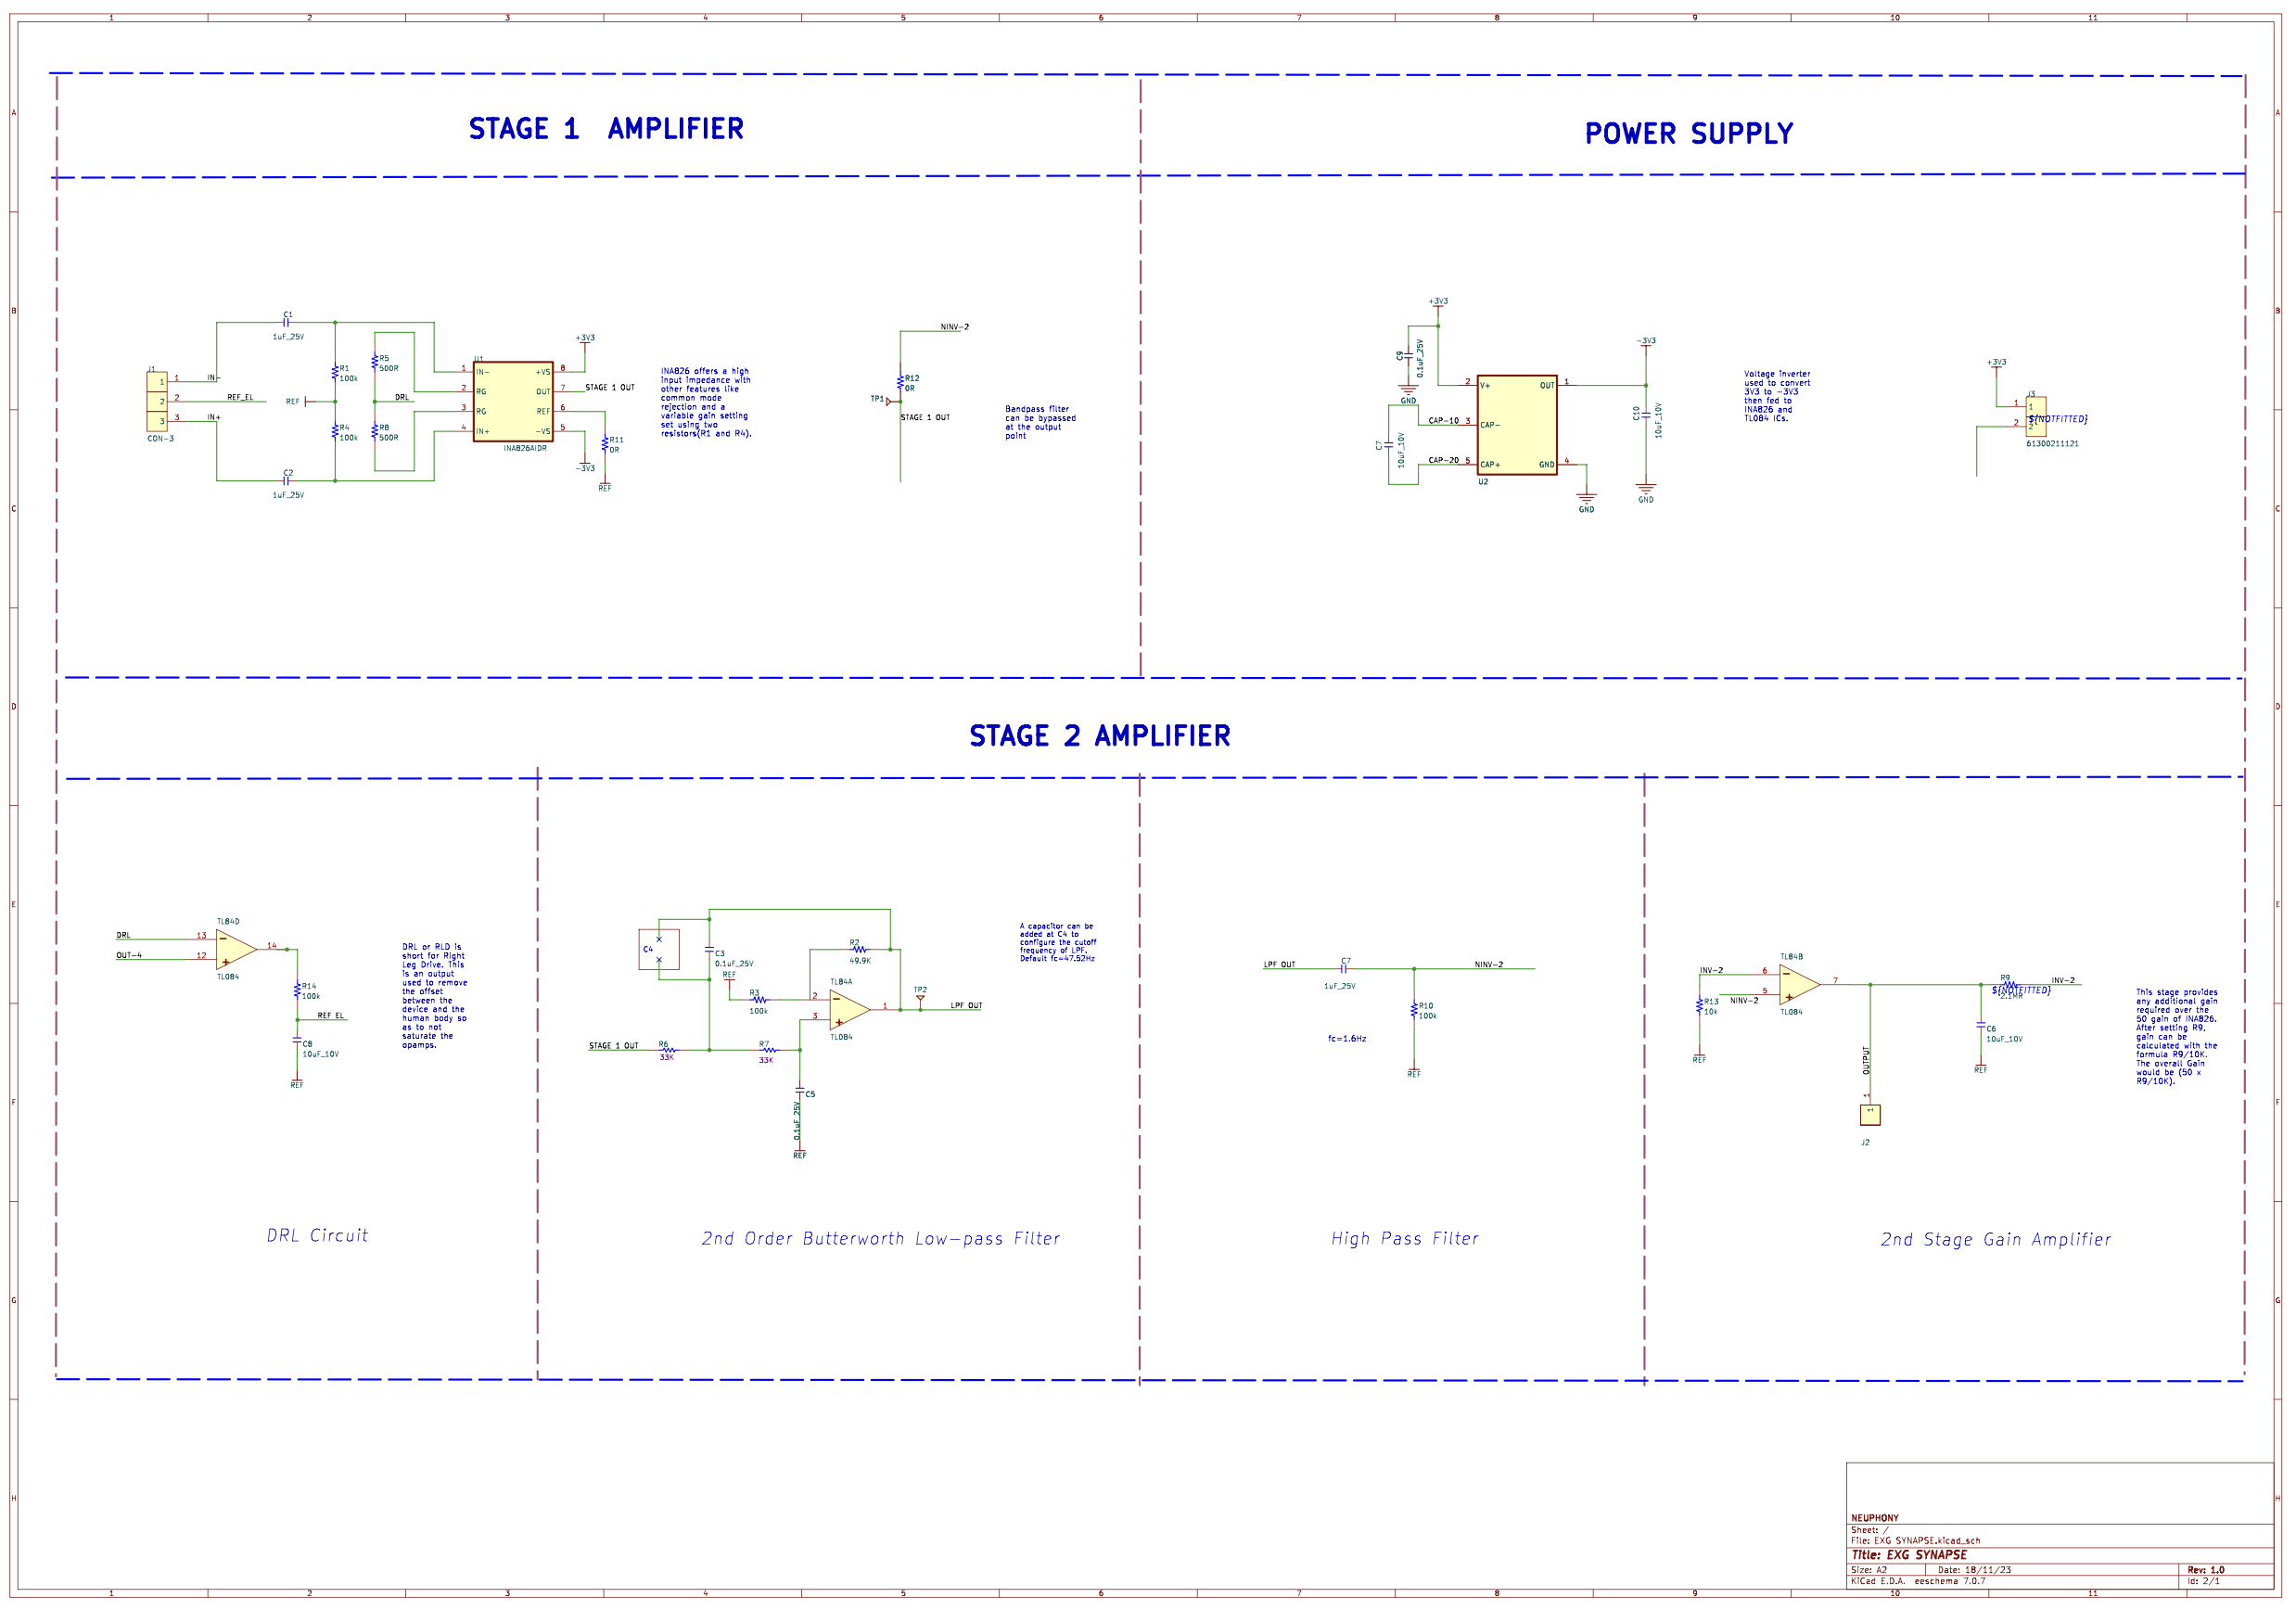 1 2 3 4 5 6 7 8 9 10 11
A
B
C
D
E
F
G
H
STAGE 1 AMPLIFIER
J1
1 1
2 2
3 3
CON-3
IN-
REF_EL
IN+
C1
1uF_25V
C2
1uF_25V
REF
R1
100k
R4
100k
R5
500R
DRL
R8
500R
U1
1 IN-
2 RG
3 RG
4 IN+
+VS 8
OUT 7
REF 6
-VS 5
INA826AIDR
+3V3
STAGE 1 OUT
-3V3
R11
0R
REF
INA826 offers a high
input impedance with
other features like
common mode
rejection and a
variable gain setting
set using two
resistors(R1 and R4).
NINV-2
R12
0R
TP1
STAGE 1 OUT
Bandpass filter
can be bypassed
at the output
point
POWER SUPPLY
+3V3
C9
0.1uF_25V
GND
C7
10uF_10V
CAP-10
CAP-20
2 V+
3 CAP-
5 CAP+
OUT 1
GND 4
U2
GND
-3V3
C10
10uF_10V
GND
Voltage inverter
used to convert
3V3 to -3V3
then fed to
INA826 and
TL084 ICs.
+3V3
J3
1 1
2 2
${NOTFITTED}
61300211121
STAGE 2 AMPLIFIER
DRL
OUT-4
TL84D
13
12
14
TL084
R14
100k
REF EL
C8
10uF_10V
REF
DRL or RLD is
short for Right
Leg Drive. This
is an output
used to remove
the offset
between the
device and the
human body so
as to not
saturate the
opamps.
DRL Circuit
C4
C3
0.1uF_25V
REF
R3
100k
R2
49.9K
TL84A
2
3
1
TL084
TP2
LPF OUT
STAGE 1 OUT
R6
33K
R7
33K
C5
0.1uF_25V
REF
A capacitor can be
added at C4 to
configure the cutoff
frequency of LPF.
Default fc=47.52Hz
2nd Order Butterworth Low-pass Filter
LPF OUT
C7
1uF_25V
NINV-2
R10
100k
REF
fc=1.6Hz
High Pass Filter
INV-2
NINV-2
R13
10k
REF
TL84B
6
5
7
TL084
OUTPUT
1
1
J2
R9
${NOTFITTED}
2.1MR
INV-2
C6
10uF_10V
REF
This stage provides
any additional gain
required over the
50 gain of INA826.
After setting R9,
gain can be
calculated with the
formula R9/10K.
The overall Gain
would be (50 x
R9/10K).
2nd Stage Gain Amplifier
NEUPHONY
Sheet: /
File: EXG SYNAPSE.kicad_sch
Title: EXG SYNAPSE
Size: A2 Date: 18/11/23 Rev: 1.0
KiCad E.D.A. eeschema 7.0.7 Id: 2/1
1 2 3 4 5 6 7 8 9 10 11
A
B
C
D
E
F
G
H